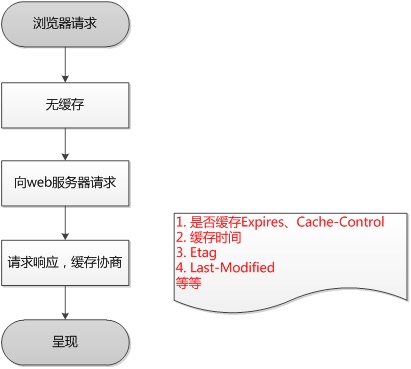 浏览器请求
无缓存
向web服务器请求
请求响应，缓存协商
呈现
1. 是否缓存Expires、Cache-Control
2. 缓存时间
3. Etag
4. Last-Modified
等等